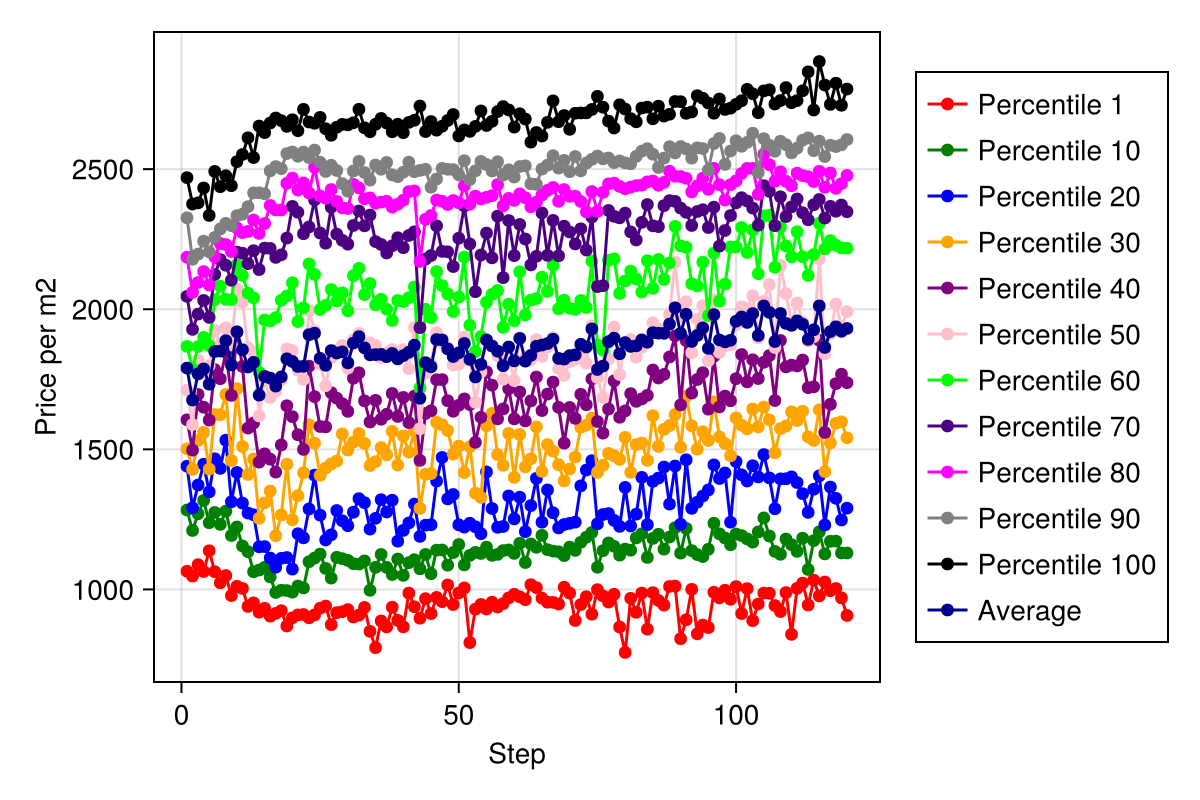 Price per m2
2500
2000
1500
1000
0
50
100
Step
Percentile 1
Percentile 10
Percentile 20
Percentile 30
Percentile 40
Percentile 50
Percentile 60
Percentile 70
Percentile 80
Percentile 90
Percentile 100
Average